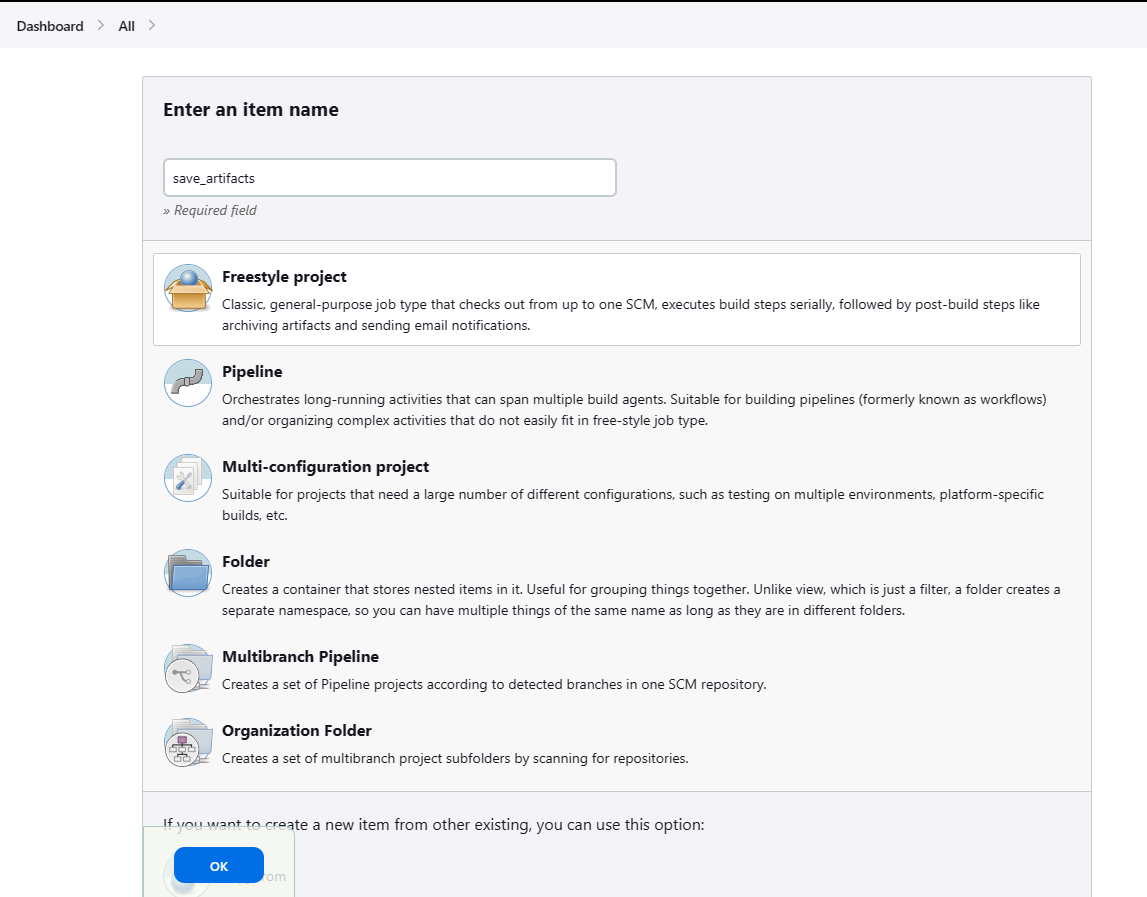 Dashboard > All >
Enter an item name
save_artifacts
» Required field
Freestyle project
Classic, general-purpose job type that checks out from up to one SCM, executes build steps serially, followed by post-build steps like
archiving artifacts and sending email notifications.
Pipeline
Orchestrates long-running activities that can span multiple build agents. Suitable for building pipelines (formerly known as workflows)
and/or organizing complex activities that do not easily fit in free-style job type.
Multi-configuration project
Suitable for projects that need a large number of different configurations, such as testing on multiple environments, platform-specific
builds, etc.
Folder
Creates a container that stores nested items in it. Useful for grouping things together. Unlike view, which is just a filter, a folder creates a
separate namespace, so you can have multiple things of the same name as long as they are in different folders.
Multibranch Pipeline
Creates a set of Pipeline projects according to detected branches in one SCM repository.
Organization Folder
Creates a set of multibranch project subfolders by scanning for repositories.
If you want to create a new item from other existing, you can use this option:
OK